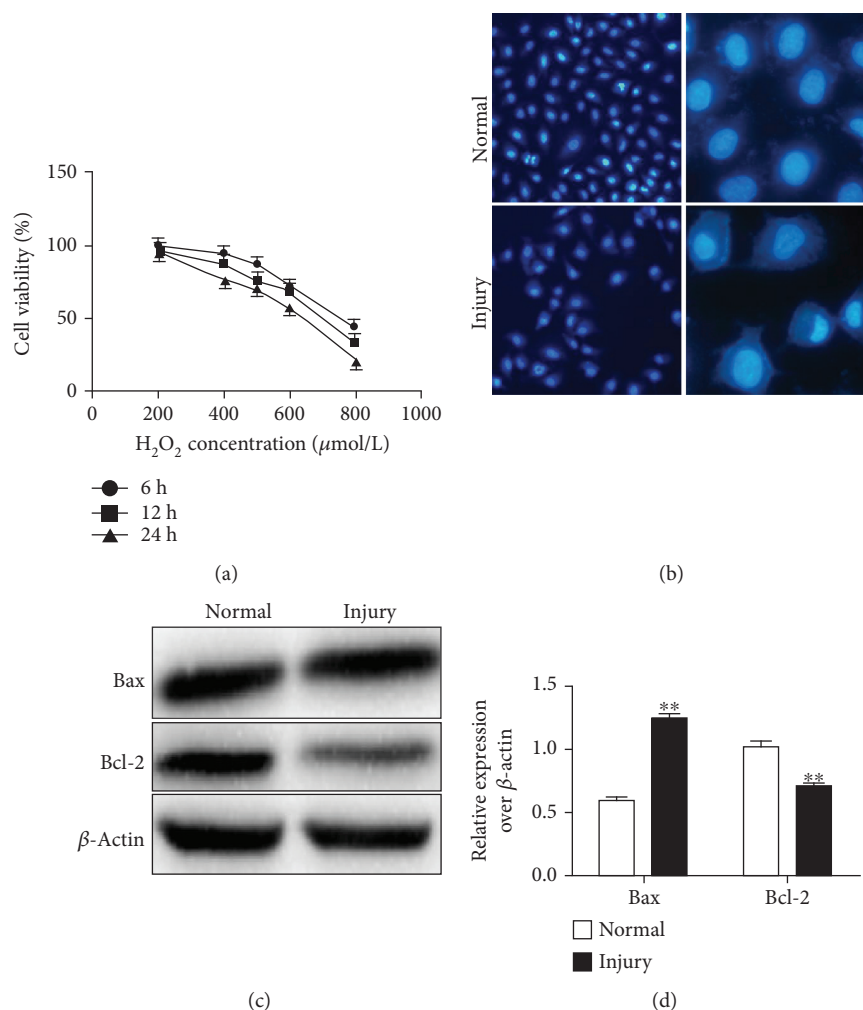 150
100
50
0
0
200
400
600
800
1000
Cell viability (%)
H₂O₂ concentration (μmol/L)
6 h
12 h
24 h
(a)
Normal
Injury
(b)
Normal
Injury
Bax
Bcl-2
β-Actin
(c)
1.5
1.0
0.5
0.0
Relative expression
over β-actin
**
**
Bax
Bcl-2
Normal
Injury
(d)